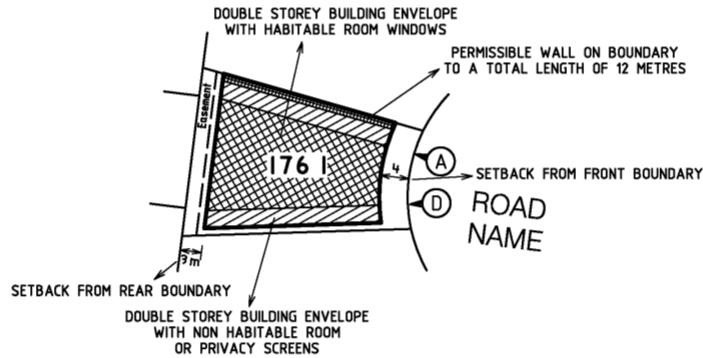 DOUBLE STOREY BUILDING ENVELOPE
WITH HABITABLE ROOM WINDOWS
PERMISSIBLE WALL ON BOUNDARY
TO A TOTAL LENGTH OF 12 METRES
Easement
1761
A
4
SETBACK FROM FRONT BOUNDARY
D
ROAD
NAME
3 m
SETBACK FROM REAR BOUNDARY
DOUBLE STOREY BUILDING ENVELOPE
WITH NON HABITABLE ROOM
OR PRIVACY SCREENS